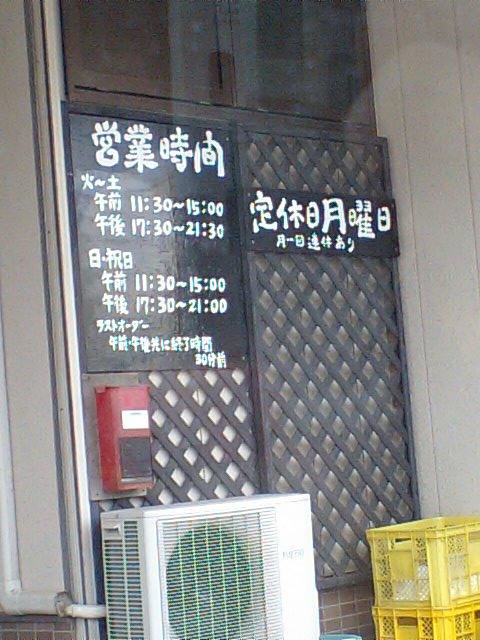 営業時間
火～土
午前 11:30～15:00
午後 17:30～21:30
日・祝日
午前 11:30～15:00
午後 17:30～21:00
ラストオーダー
午前・午後共に終了時間
30分前
定休日月曜日
月一回連休あり